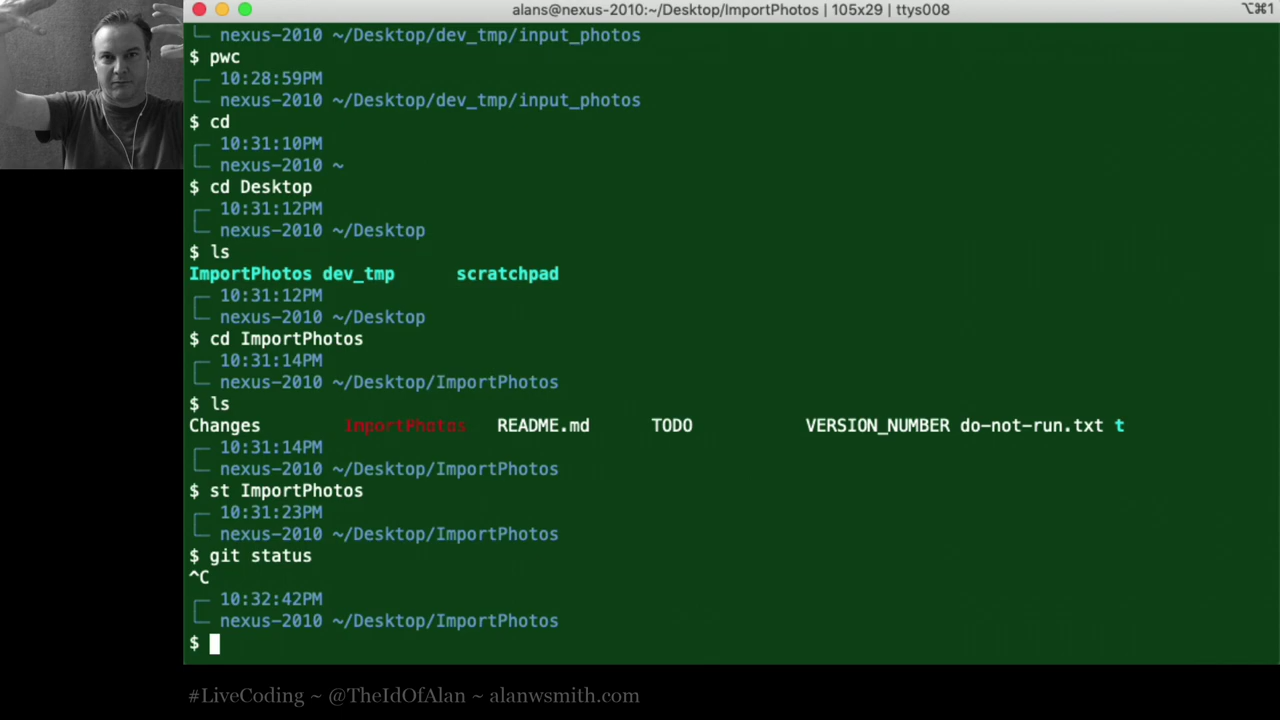 alans@nexus-2010:~/Desktop/ImportPhotos | 105x29 | ttys008 ⌥⌘1
nexus-2010 ~/Desktop/dev_tmp/input_photos
$ pwc
10:28:59PM
nexus-2010 ~/Desktop/dev_tmp/input_photos
$ cd
10:31:10PM
nexus-2010 ~
$ cd Desktop
10:31:12PM
nexus-2010 ~/Desktop
$ ls
ImportPhotos dev_tmp scratchpad
10:31:12PM
nexus-2010 ~/Desktop
$ cd ImportPhotos
10:31:14PM
nexus-2010 ~/Desktop/ImportPhotos
$ ls
Changes ImportPhotos README.md TODO VERSION_NUMBER do-not-run.txt t
10:31:14PM
nexus-2010 ~/Desktop/ImportPhotos
$ st ImportPhotos
10:31:23PM
nexus-2010 ~/Desktop/ImportPhotos
$ git status
^C
10:32:42PM
nexus-2010 ~/Desktop/ImportPhotos
$
#LiveCoding ~ @TheIdOfAlan ~ alanwsmith.com